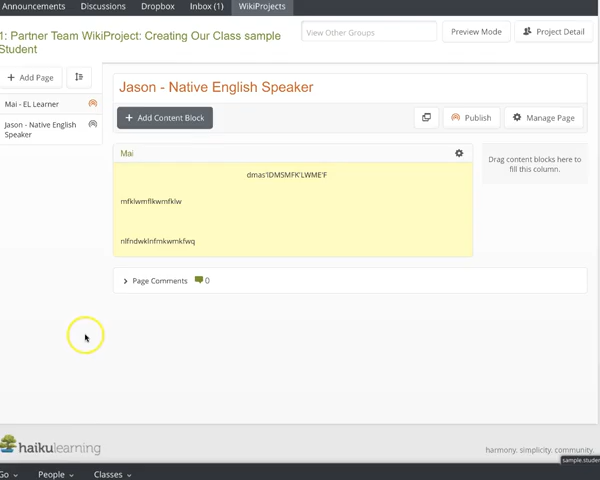 Announcements Discussions Dropbox Inbox (1) WikiProjects
1: Partner Team WikiProject: Creating Our Class sample
Student
View Other Groups
Preview Mode
Project Detail
+ Add Page
Mai - EL Learner
Jason - Native English
Speaker
Jason - Native English Speaker
+ Add Content Block
Publish
Manage Page
Mai
dmas'lDMSMFK'LWME'F
mfklwmflkwmfklw
nlfndwklnfmkwmkfwq
Drag content blocks here to
fill this column.
Page Comments 0
haikulearning
harmony. simplicity. community.
sample.studen
Go People Classes